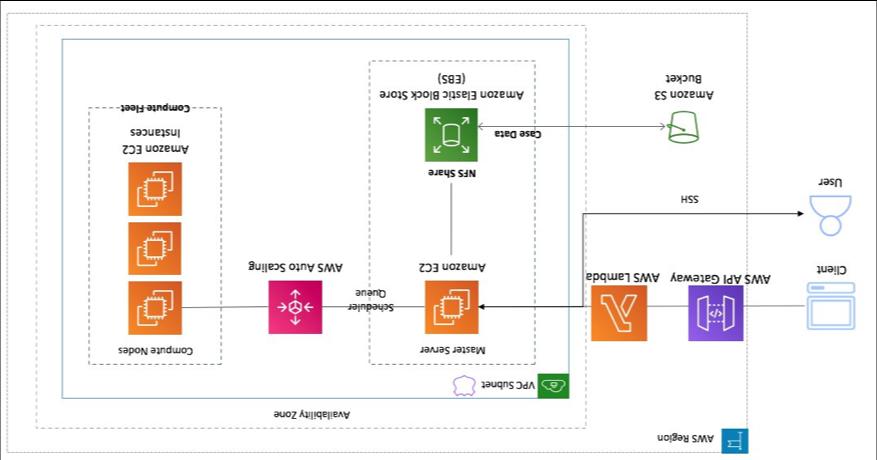 AWS Region
Availability Zone
VPC Subnet
Master Server
Compute Nodes
Scheduler
Queue
Client
AWS API Gateway
AWS Lambda
Amazon EC2
AWS Auto Scaling
SSH
User
NFS Share
Case Data
Amazon S3
Bucket
Amazon Elastic Block Store
(EBS)
Amazon EC2
Instances
Compute Fleet